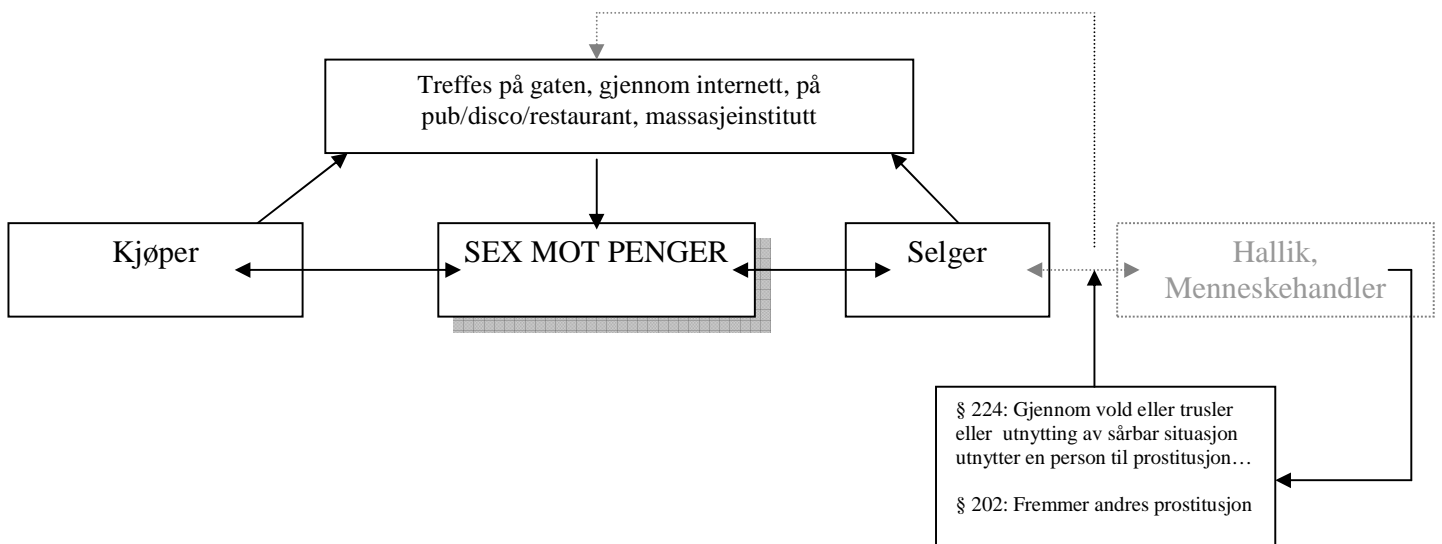 Treffes på gaten, gjennom internett, på
pub/disco/restaurant, massasjeinstitutt
Kjøper
SEX MOT PENGER
Selger
Hallik,
Menneskehandler
§ 224: Gjennom vold eller trusler
eller utnytting av sårbar situasjon
utnytter en person til prostitusjon…
§ 202: Fremmer andres prostitusjon